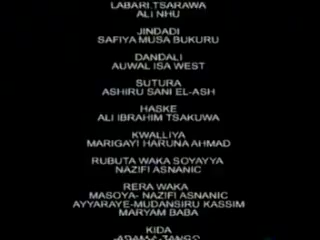 LABARI,TSARAWA
ALI NHU
JINDADI
SAFIYA MUSA BUKURU
DANDALI
AUWAL ISA WEST
SUTURA
ASHIRU SANI EL-ASH
HASKE
ALI IBRAHIM TSAKUWA
KWALLIYA
MARIGAYI HARUNA AHMAD
RUBUTA WAKA SOYAYYA
NAZIFI ASNANIC
RERA WAKA
MASOYA- NAZIFI ASNANIC
AYYARAYE-MUDANSIRU KASSIM
MARYAM BABA
KIDA